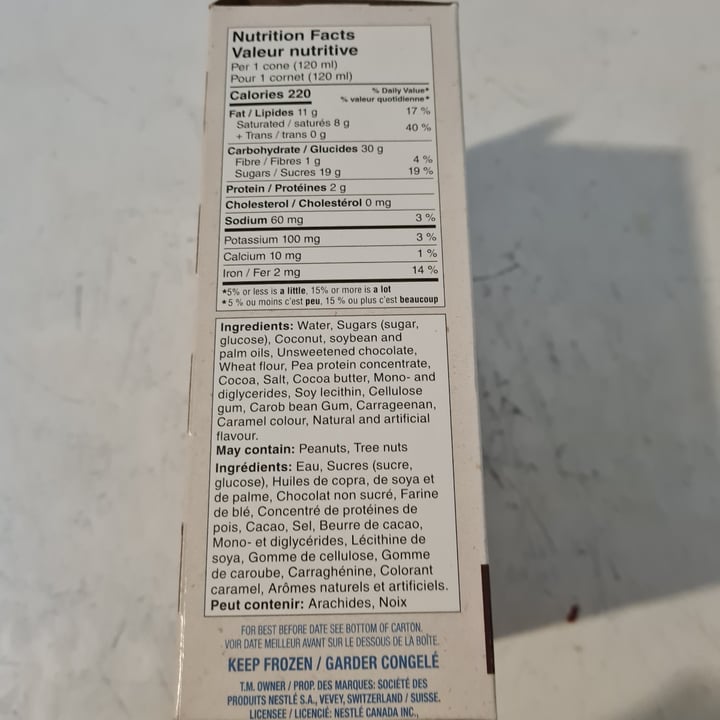 Nutrition Facts
Valeur nutritive
Per 1 cone (120 ml)
Pour 1 cornet (120 ml)
Calories 220
% Daily Value*
% valeur quotidienne*
Fat / Lipides 11 g 17 %
Saturated / saturés 8 g
+ Trans / trans 0 g 40 %
Carbohydrate / Glucides 30 g
Fibre / Fibres 1 g 4 %
Sugars / Sucres 19 g 19 %
Protein / Protéines 2 g
Cholesterol / Cholestérol 0 mg
Sodium 60 mg 3 %
Potassium 100 mg 3 %
Calcium 10 mg 1 %
Iron / Fer 2 mg 14 %
*5% or less is a little, 15% or more is a lot
*5 % ou moins c'est peu, 15 % ou plus c'est beaucoup
Ingredients: Water, Sugars (sugar,
glucose), Coconut, soybean and
palm oils, Unsweetened chocolate,
Wheat flour, Pea protein concentrate,
Cocoa, Salt, Cocoa butter, Mono- and
diglycerides, Soy lecithin, Cellulose
gum, Carob bean Gum, Carrageenan,
Caramel colour, Natural and artificial
flavour.
May contain: Peanuts, Tree nuts
Ingrédients: Eau, Sucres (sucre,
glucose), Huiles de copra, de soya et
de palme, Chocolat non sucré, Farine
de blé, Concentré de protéines de
pois, Cacao, Sel, Beurre de cacao,
Mono- et diglycérides, Lécithine de
soya, Gomme de cellulose, Gomme
de caroube, Carraghénine, Colorant
caramel, Arômes naturels et artificiels.
Peut contenir: Arachides, Noix
FOR BEST BEFORE DATE SEE BOTTOM OF CARTON.
VOIR DATE MEILLEUR AVANT SUR LE DESSOUS DE LA BOÎTE.
KEEP FROZEN / GARDER CONGELÉ
T.M. OWNER / PROP. DES MARQUES: SOCIÉTÉ DES
PRODUITS NESTLÉ S.A., VEVEY, SWITZERLAND / SUISSE.
LICENSEE / LICENCIÉ: NESTLÉ CANADA INC.,